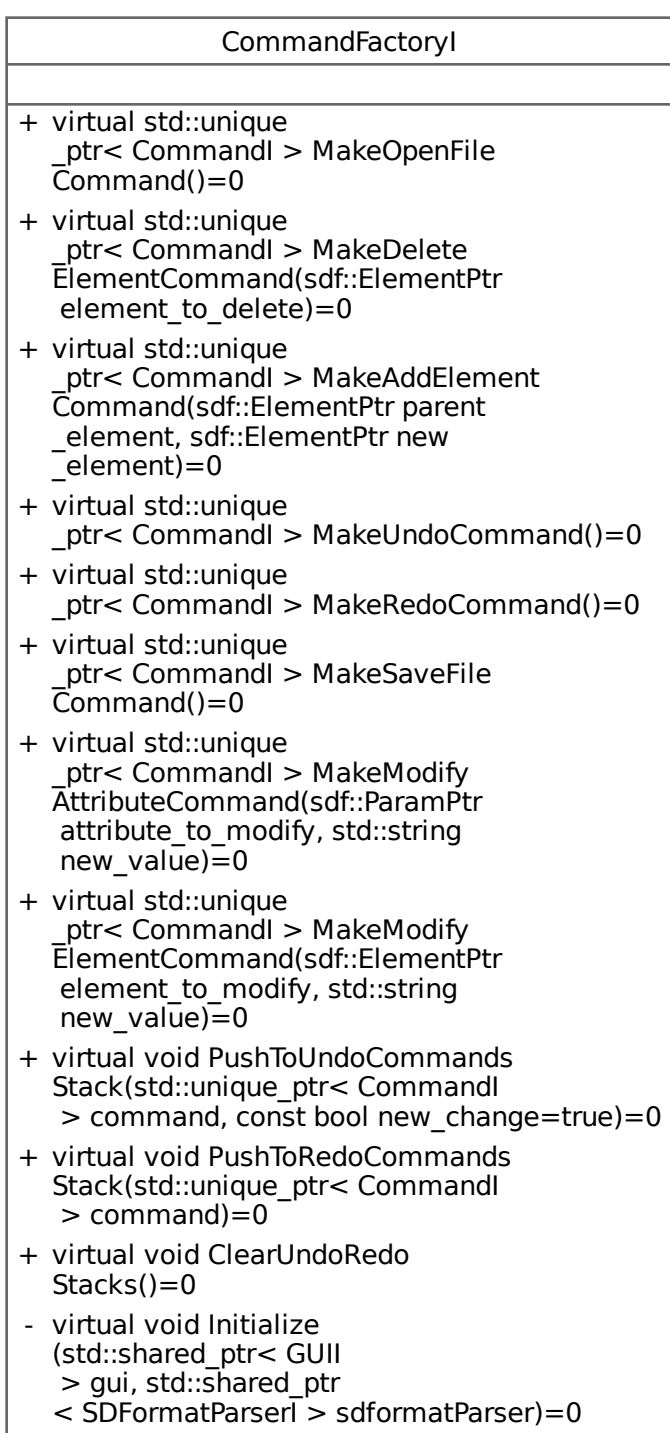 CommandFactoryI
+ virtual std::unique
_ptr< CommandI > MakeOpenFile
Command()=0
+ virtual std::unique
_ptr< CommandI > MakeDelete
ElementCommand(sdf::ElementPtr
element_to_delete)=0
+ virtual std::unique
_ptr< CommandI > MakeAddElement
Command(sdf::ElementPtr parent
_element, sdf::ElementPtr new
_element)=0
+ virtual std::unique
_ptr< CommandI > MakeUndoCommand()=0
+ virtual std::unique
_ptr< CommandI > MakeRedoCommand()=0
+ virtual std::unique
_ptr< CommandI > MakeSaveFile
Command()=0
+ virtual std::unique
_ptr< CommandI > MakeModify
AttributeCommand(sdf::ParamPtr
attribute_to_modify, std::string
new_value)=0
+ virtual std::unique
_ptr< CommandI > MakeModify
ElementCommand(sdf::ElementPtr
element_to_modify, std::string
new_value)=0
+ virtual void PushToUndoCommands
Stack(std::unique_ptr< CommandI
> command, const bool new_change=true)=0
+ virtual void PushToRedoCommands
Stack(std::unique_ptr< CommandI
> command)=0
+ virtual void ClearUndoRedo
Stacks()=0
- virtual void Initialize
(std::shared_ptr< GUII
> gui, std::shared_ptr
< SDFormatParserI > sdformatParser)=0